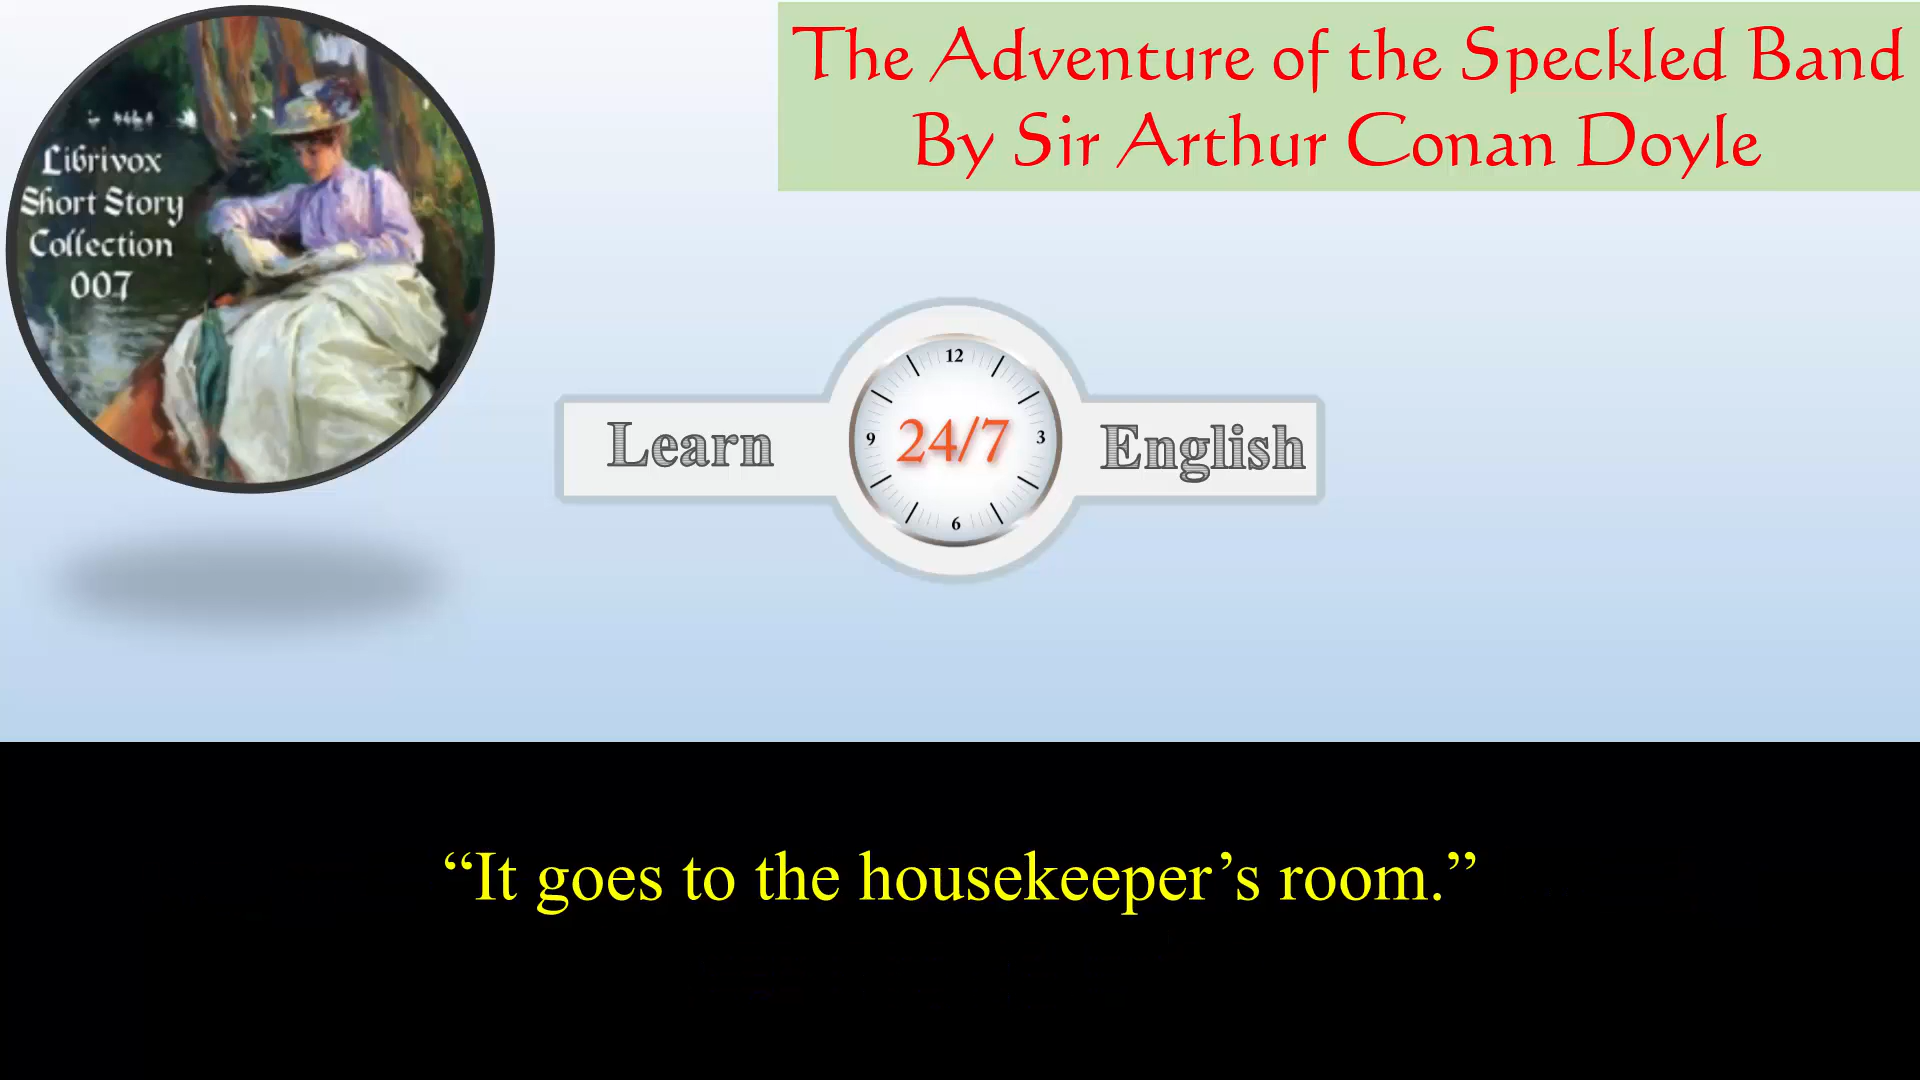 The Adventure of the Speckled Band
By Sir Arthur Conan Doyle
Librivox
Short Story
Collection
007
12
3
6
9
Learn
24/7
English
“It goes to the housekeeper’s room.”